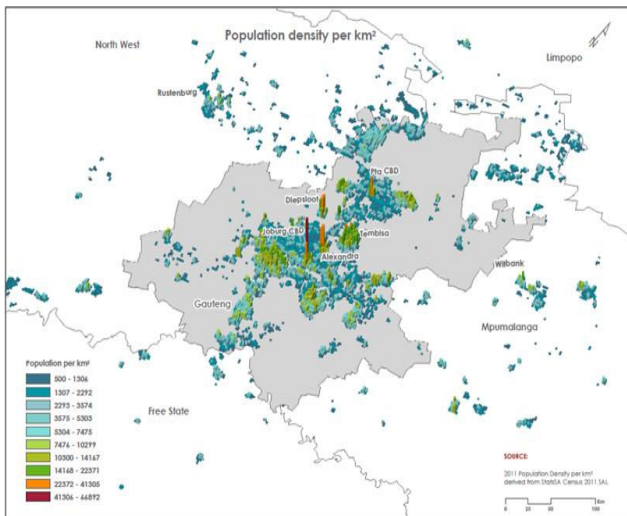 Population density per km²
North West
Limpopo
Rustenburg
Pta CBD
Diepsloot
Joburg CBD
Tembisa
Alexandra
Witbank
Gauteng
Mpumalanga
Free State
Population per km²
500 - 1306
1307 - 2292
2293 - 3574
3575 - 5303
5304 - 7475
7476 - 10299
10300 - 14167
14168 - 22371
22372 - 41305
41306 - 66892
SOURCE:
2011 Population Density per km²
derived from StatsSA Census 2011 SAL